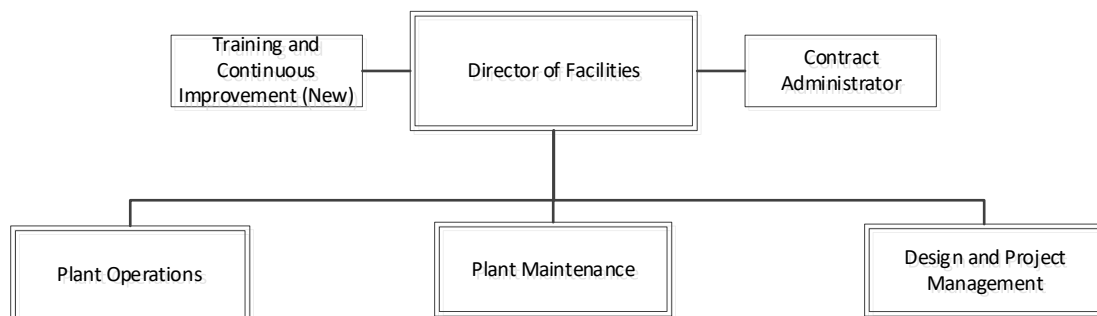 Training and
Continuous
Improvement (New)
Director of Facilities
Contract
Administrator
Plant Operations
Plant Maintenance
Design and Project
Management